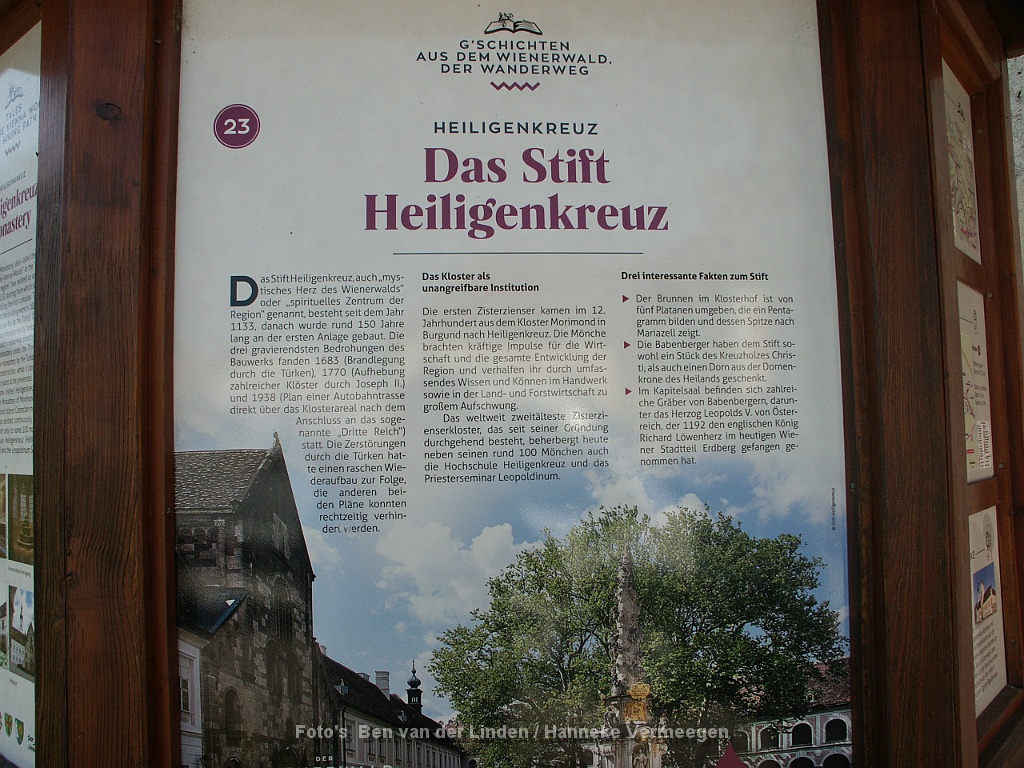 G'SCHICHTEN
AUS DEM WIENERWALD.
DER WANDERWEG
23
HEILIGENKREUZ
Das Stift
Heiligenkreuz
Das Stift Heiligenkreuz, auch „mys-
tisches Herz des Wienerwalds"
oder „spirituelles Zentrum der
Region" genannt, besteht seit dem Jahr
1133, danach wurde rund 150 Jahre
lang an der ersten Anlage gebaut. Die
drei gravierendsten Bedrohungen des
Bauwerks fanden 1683 (Brandlegung
durch die Türken), 1770 (Aufhebung
zahlreicher Klöster durch Joseph II.)
und 1938 (Plan einer Autobahntrasse
direkt über das Klosterareal nach dem
Anschluss an das soge-
nannte „Dritte Reich")
statt. Die Zerstörungen
durch die Türken hat-
te einen raschen Wie-
deraufbau zur Folge,
die anderen bei-
den Pläne konnten
rechtzeitig verhin-
dert werden.
Das Kloster als
unangreifbare Institution
Die ersten Zisterzienser kamen im 12.
Jahrhundert aus dem Kloster Morimond in
Burgund nach Heiligenkreuz. Die Mönche
brachten kräftige Impulse für die Wirt-
schaft und die gesamte Entwicklung der
Region und verhalfen ihr durch umfas-
sendes Wissen und Können im Handwerk
sowie in der Land- und Forstwirtschaft zu
großem Aufschwung.
Das weltweit zweitälteste Zisterzi-
enserkloster, das seit seiner Gründung
durchgehend besteht, beherbergt heute
neben seinen rund 100 Mönchen auch
die Hochschule Heiligenkreuz und das
Priesterseminar Leopoldinum.
Drei interessante Fakten zum Stift
Der Brunnen im Klosterhof ist von
fünf Platanen umgeben, die ein Penta-
gramm bilden und dessen Spitze nach
Mariazell zeigt.
Die Babenberger haben dem Stift so-
wohl ein Stück des Kreuzholzes Chris-
ti, als auch einen Dorn aus der Dornen-
krone des Heilands geschenkt.
Im Kapitelsaal befinden sich zahlrei-
che Gräber von Babenbergern, darun-
ter das Herzog Leopolds V. von Öster-
reich, der 1192 den englischen König
Richard Löwenherz im heutigen Wie-
ner Stadtteil Erdberg gefangen ge-
nommen hat.
Foto's Ben van der Linden / Hanneke Vermeegen
DER